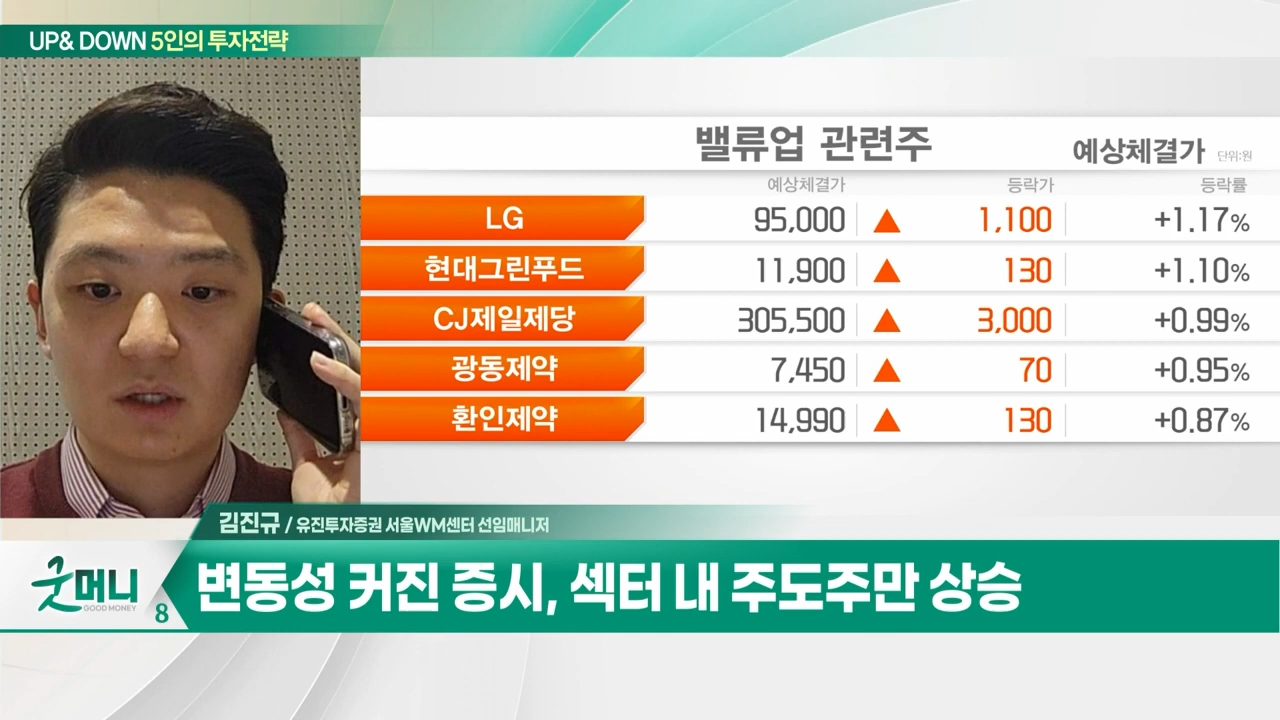 UP& DOWN 5인의 투자전략
밸류업 관련주 예상체결가 단위:원
예상체결가 등락가 등락률
LG 95,000 ▲ 1,100 +1.17%
현대그린푸드 11,900 ▲ 130 +1.10%
CJ제일제당 305,500 ▲ 3,000 +0.99%
광동제약 7,450 ▲ 70 +0.95%
환인제약 14,990 ▲ 130 +0.87%
김진규 / 유진투자증권 서울WM센터 선임매니저
굿머니
GOOD MONEY
8
변동성 커진 증시, 섹터 내 주도주만 상승